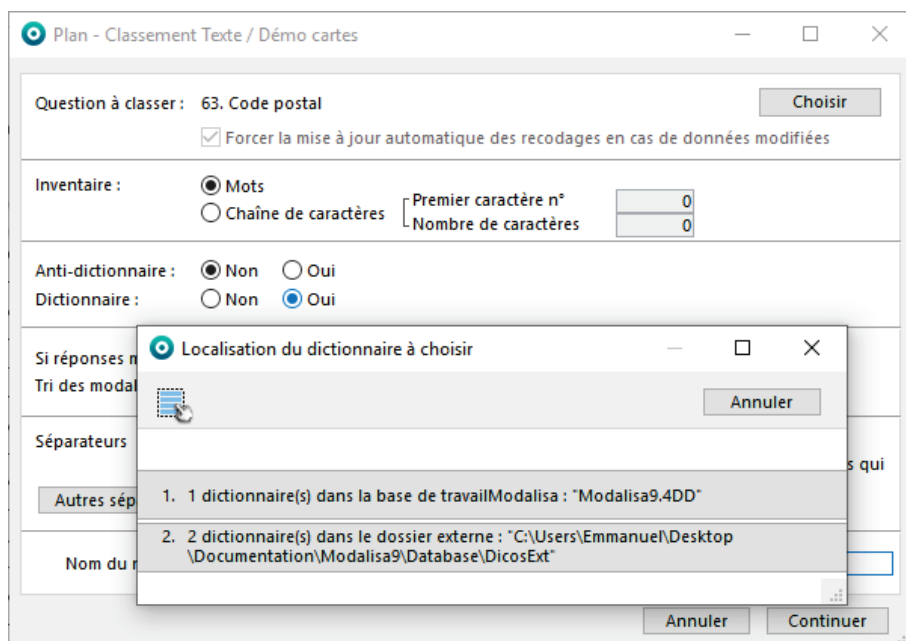 Plan - Classement Texte / Démo cartes
Question à classer : 63. Code postal Choisir
Forcer la mise à jour automatique des recodages en cas de données modifiées
Inventaire : Mots
Chaîne de caractères
Premier caractère n° 0
Nombre de caractères 0
Anti-dictionnaire : Non Oui
Dictionnaire : Non Oui
Localisation du dictionnaire à choisir
Si réponses
Tri des
Annuler
Séparateurs
qui
1. 1 dictionnaire(s) dans la base de travailModalisa : "Modalisa9.4DD"
Autres
2. 2 dictionnaire(s) dans le dossier externe : "C:\Users\Emmanuel\Desktop
\Documentation\Modalisa9\Database\DicosExt"
Nom du
Annuler Continuer